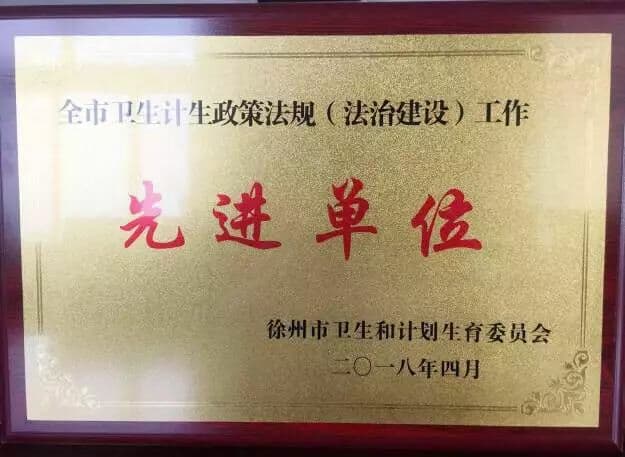 全市卫生计生政策法规（法治建设）工作
先进单位
徐州市卫生和计划生育委员会
二〇一八年四月